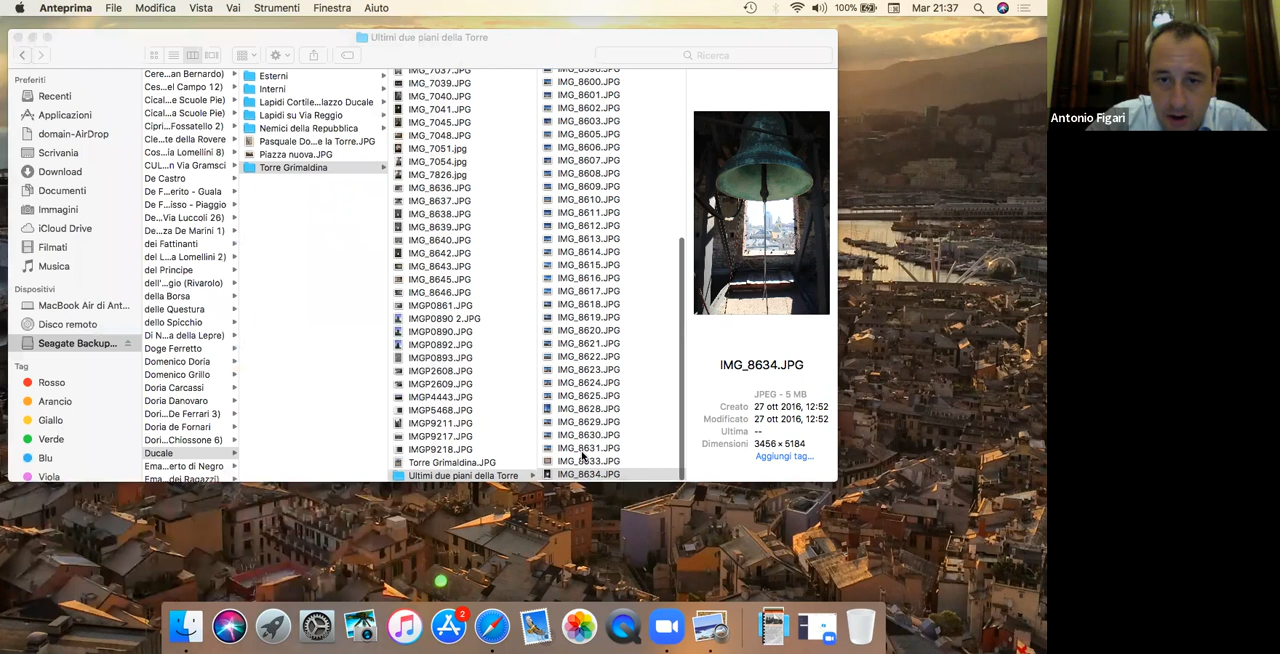 Anteprima File Modifica Vista Vai Strumenti Finestra Aiuto 100% Mar 21:37
Ultimi due piani della Torre
Ricerca
Preferiti
Recenti
Applicazioni
domain-AirDrop
Scrivania
Download
Documenti
Immagini
iCloud Drive
Filmati
Musica
Dispositivi
MacBook Air di Ant...
Disco remoto
Seagate Backup...
Tag
Rosso
Arancio
Giallo
Verde
Blu
Viola
Cere...an Bernardo)
Ces...el Campo 12)
Cical...e Scuole Pie)
Cical...e Scuole Pie)
Cipri...Fossatello 2)
Cle...te della Rovere
Cos...ia Lomellini 8)
CUL...n Via Gramsci
De Castro
De F...erito - Guala
De F...isso - Piaggio
De...Via Luccoli 26)
De...za De Marini 1)
dei Fattinanti
del L...a Lomellini 2)
del Principe
dell'...gio (Rivarolo)
della Borsa
delle Questura
dello Spicchio
Di N...a della Lepre)
Doge Ferretto
Domenico Doria
Domenico Grillo
Doria Carcassi
Doria Danovaro
Dori...De Ferrari 3)
Doria de Fornari
Dori...Chiossone 6)
Ducale
Ema...erto di Negro
Ema...dei Ragazzi)
Esterni
Interni
Lapidi Cortile...lazzo Ducale
Lapidi su Via Reggio
Nemici della Repubblica
Pasquale Do...e la Torre.JPG
Piazza nuova.JPG
Torre Grimaldina
IMG_7037.JPG
IMG_7039.JPG
IMG_7040.JPG
IMG_7041.JPG
IMG_7045.JPG
IMG_7048.JPG
IMG_7051.jpg
IMG_7054.jpg
IMG_7826.jpg
IMG_8636.JPG
IMG_8637.JPG
IMG_8638.JPG
IMG_8639.JPG
IMG_8640.JPG
IMG_8642.JPG
IMG_8643.JPG
IMG_8645.JPG
IMG_8646.JPG
IMGP0861.JPG
IMGP0890 2.JPG
IMGP0890.JPG
IMGP0892.JPG
IMGP0893.JPG
IMGP2608.JPG
IMGP2609.JPG
IMGP4443.JPG
IMGP5468.JPG
IMGP9211.JPG
IMGP9217.JPG
IMGP9218.JPG
Torre Grimaldina.JPG
Ultimi due piani della Torre
IMG_8600.JPG
IMG_8601.JPG
IMG_8602.JPG
IMG_8603.JPG
IMG_8605.JPG
IMG_8606.JPG
IMG_8607.JPG
IMG_8608.JPG
IMG_8609.JPG
IMG_8610.JPG
IMG_8611.JPG
IMG_8612.JPG
IMG_8613.JPG
IMG_8614.JPG
IMG_8615.JPG
IMG_8616.JPG
IMG_8617.JPG
IMG_8618.JPG
IMG_8619.JPG
IMG_8620.JPG
IMG_8621.JPG
IMG_8622.JPG
IMG_8623.JPG
IMG_8624.JPG
IMG_8625.JPG
IMG_8628.JPG
IMG_8629.JPG
IMG_8630.JPG
IMG_8631.JPG
IMG_8633.JPG
IMG_8634.JPG
IMG_8634.JPG
JPEG - 5 MB
Creato 27 ott 2016, 12:52
Modificato 27 ott 2016, 12:52
Ultima --
Dimensioni 3456 × 5184
Aggiungi tag...
2
Antonio Figari